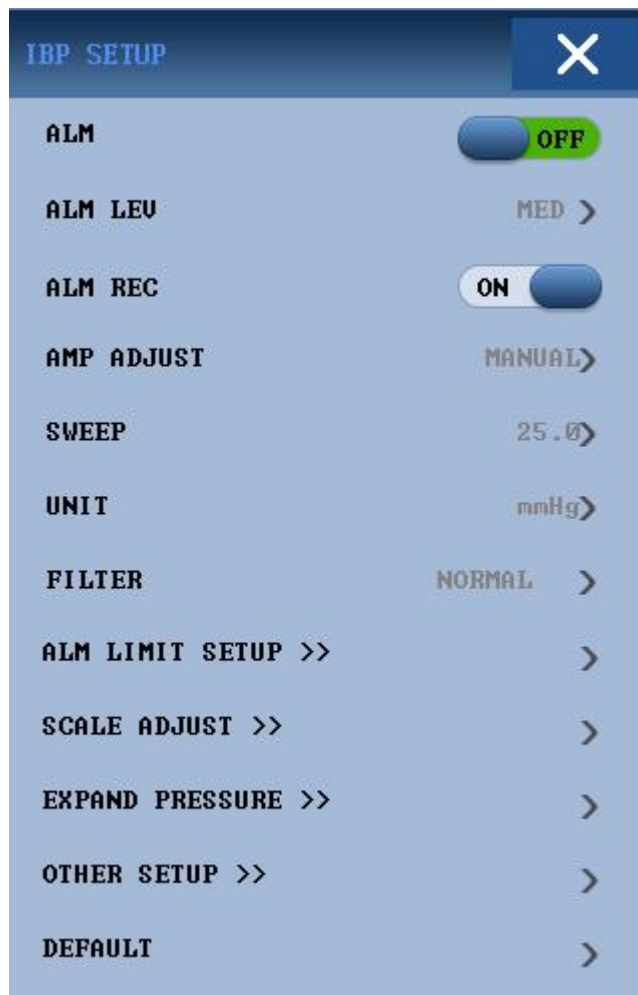 IBP SETUP
ALM OFF
ALM LEV MED
ALM REC ON
AMP ADJUST MANUAL
SWEEP 25.0
UNIT mmHg
FILTER NORMAL
ALM LIMIT SETUP >>
SCALE ADJUST >>
EXPAND PRESSURE >>
OTHER SETUP >>
DEFAULT